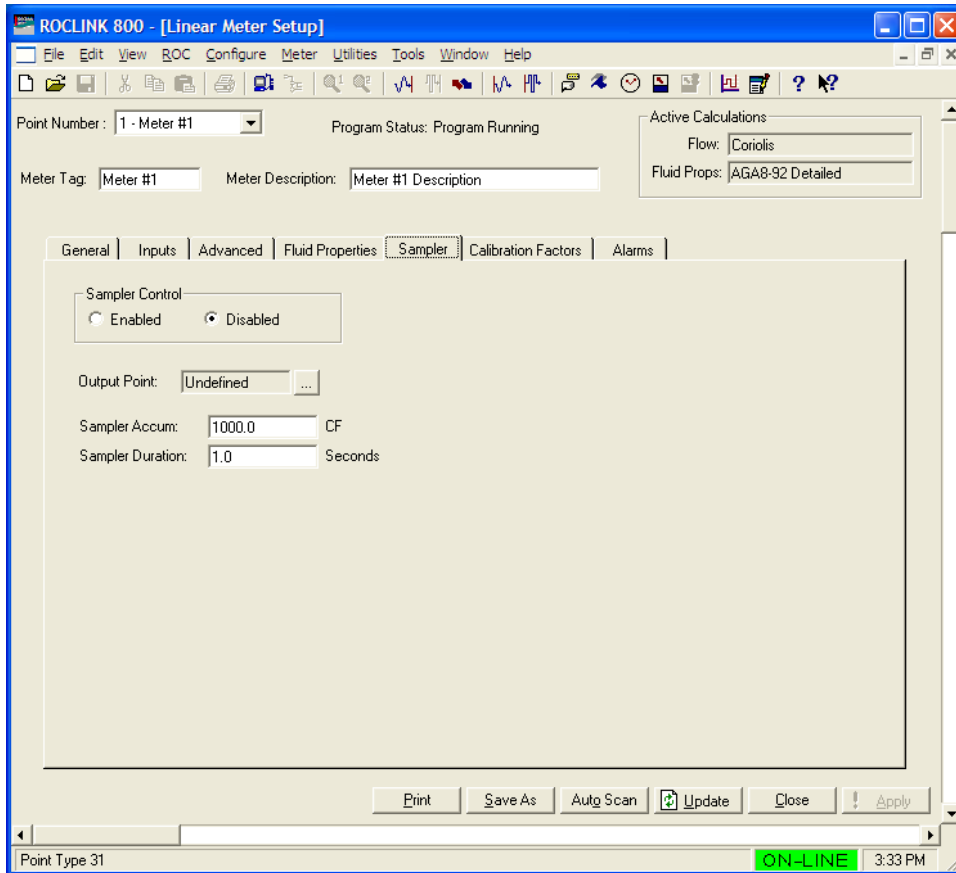 ROCLINK 800 - [Linear Meter Setup]
File Edit View ROC Configure Meter Utilities Tools Window Help
Point Number : 1 - Meter #1
Program Status: Program Running
Active Calculations
Flow: Coriolis
Fluid Props: AGA8-92 Detailed
Meter Tag: Meter #1
Meter Description: Meter #1 Description
General Inputs Advanced Fluid Properties Sampler Calibration Factors Alarms
Sampler Control
Enabled Disabled
Output Point: Undefined ...
Sampler Accum: 1000.0 CF
Sampler Duration: 1.0 Seconds
Print Save As Auto Scan Update Close ! Apply
Point Type 31 ON-LINE 3:33 PM